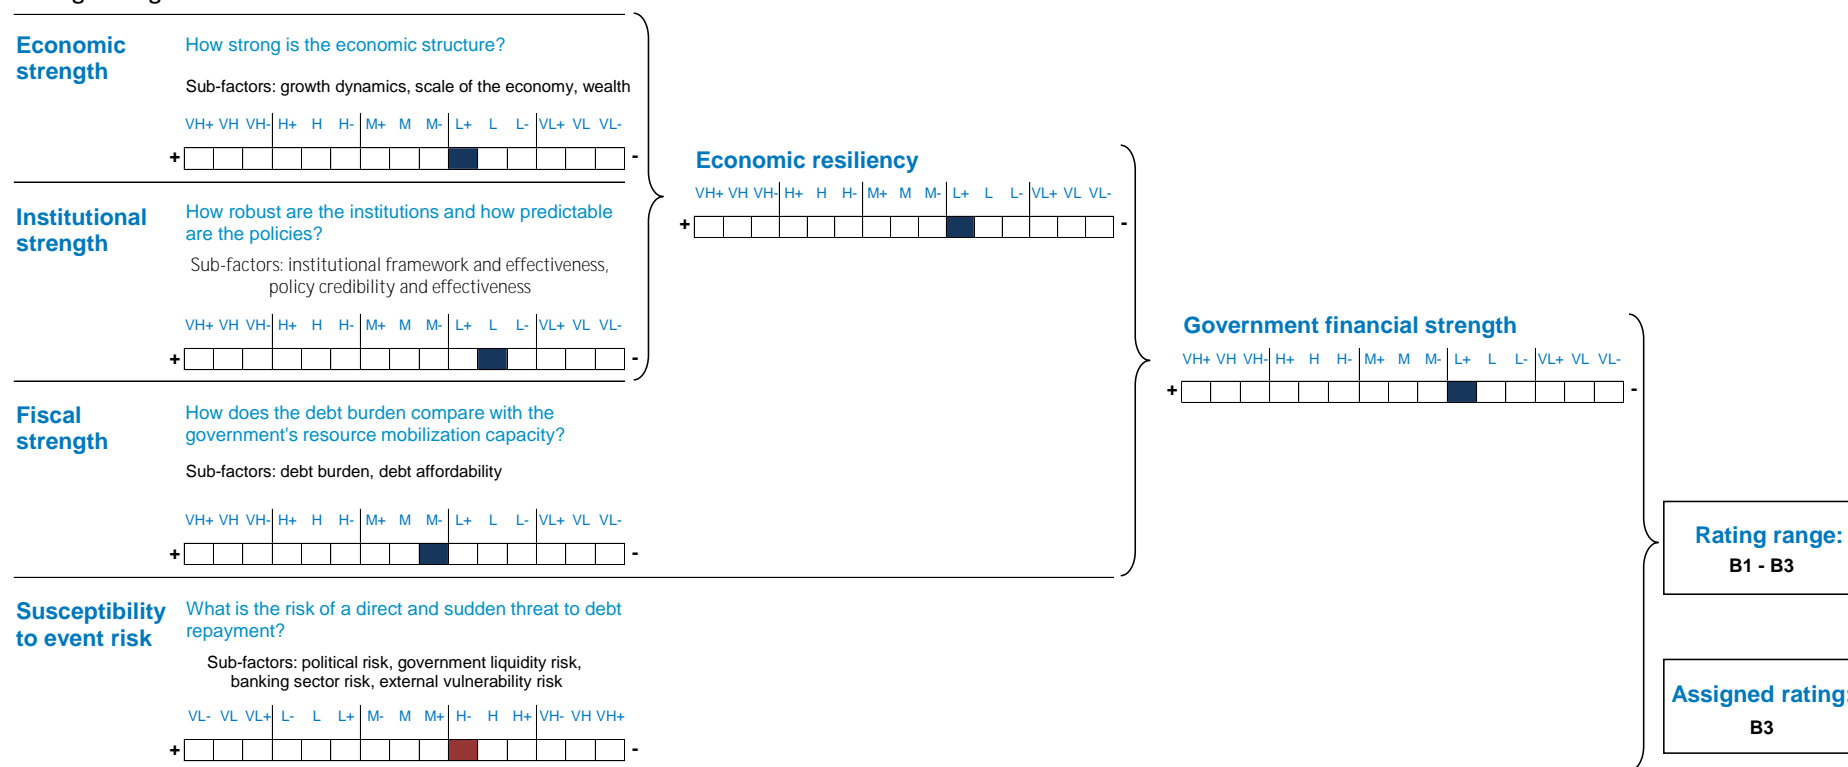 Economic
strength
How strong is the economic structure?
Sub-factors: growth dynamics, scale of the economy, wealth
VH+ VH VH- H+ H H- M+ M M- L+ L L- VL+ VL VL-
+ -
Institutional
strength
How robust are the institutions and how predictable
are the policies?
Sub-factors: institutional framework and effectiveness,
policy credibility and effectiveness
VH+ VH VH- H+ H H- M+ M M- L+ L L- VL+ VL VL-
+ -
Economic resiliency
VH+ VH VH- H+ H H- M+ M M- L+ L L- VL+ VL VL-
+ -
Fiscal
strength
How does the debt burden compare with the
government's resource mobilization capacity?
Sub-factors: debt burden, debt affordability
VH+ VH VH- H+ H H- M+ M M- L+ L L- VL+ VL VL-
+ -
Government financial strength
VH+ VH VH- H+ H H- M+ M M- L+ L L- VL+ VL VL-
+ -
Susceptibility
to event risk
What is the risk of a direct and sudden threat to debt
repayment?
Sub-factors: political risk, government liquidity risk,
banking sector risk, external vulnerability risk
VL- VL VL+ L- L L+ M- M M+ H- H H+ VH- VH VH+
+ -
Rating range:
B1 - B3
Assigned rating:
B3